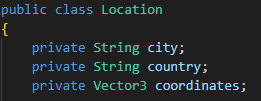 public class Location
{
    private String city;
    private String country;
    private Vector3 coordinates;